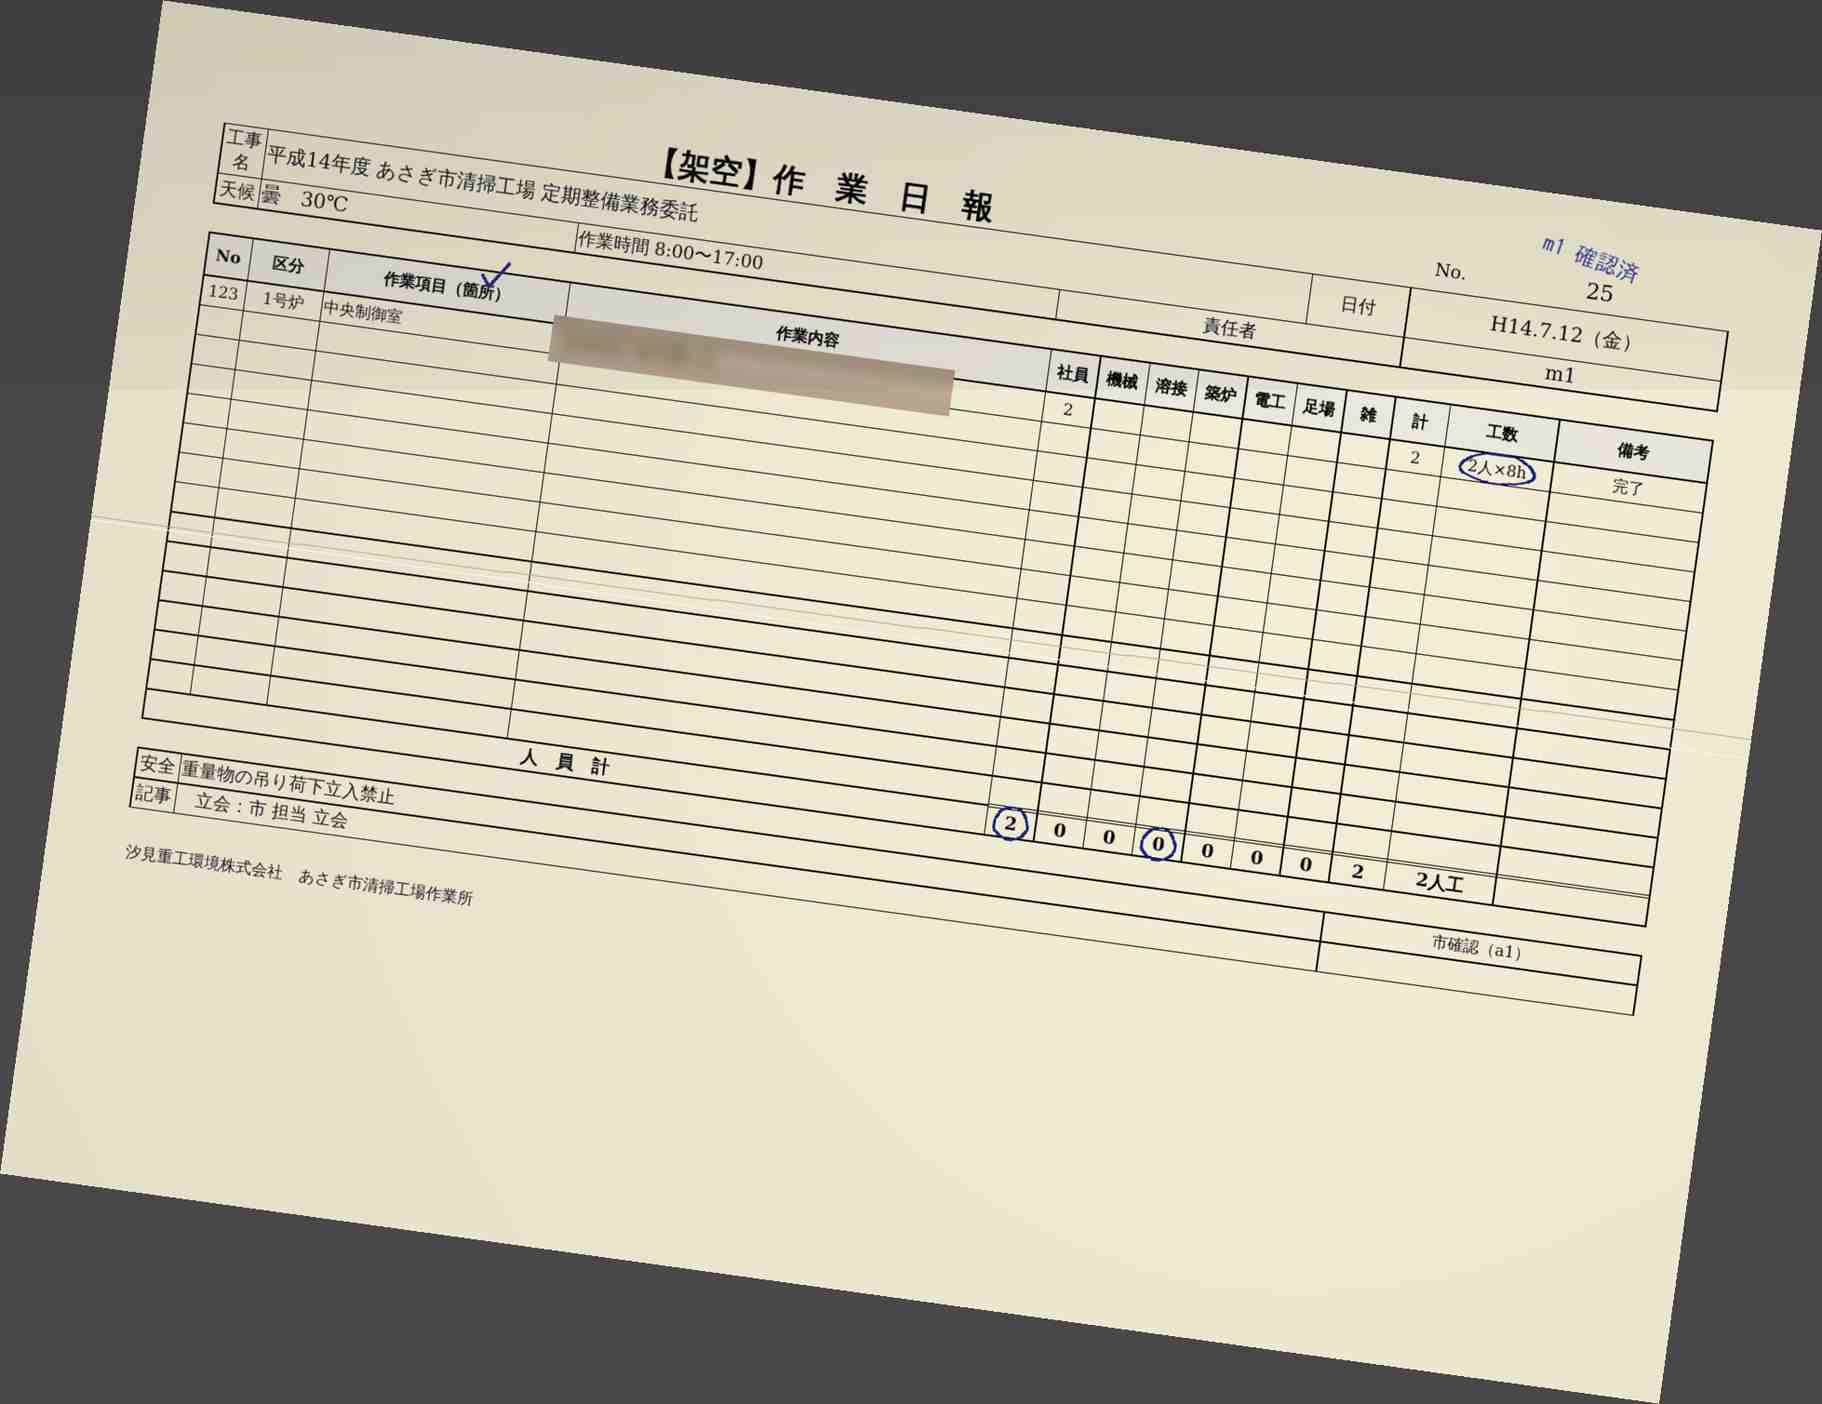 【架空】作 業 日 報
m1 確認済
No. 25
工事名 平成14年度 あさぎ市清掃工場 定期整備業務委託 日付 H14.7.12（金）
天候 曇 30℃ 作業時間 8:00〜17:00 責任者 m1
No 区分 作業項目（箇所） 作業内容 社員 機械 溶接 築炉 電工 足場 雑 計 工数 備考
123 1号炉 中央制御室 2 2 2人×8h 完了
人 員 計 2 0 0 0 0 0 0 2 2人工
安全 重量物の吊り荷下立入禁止 市確認（a1）
記事 立会：市 担当 立会
汐見重工環境株式会社 あさぎ市清掃工場作業所